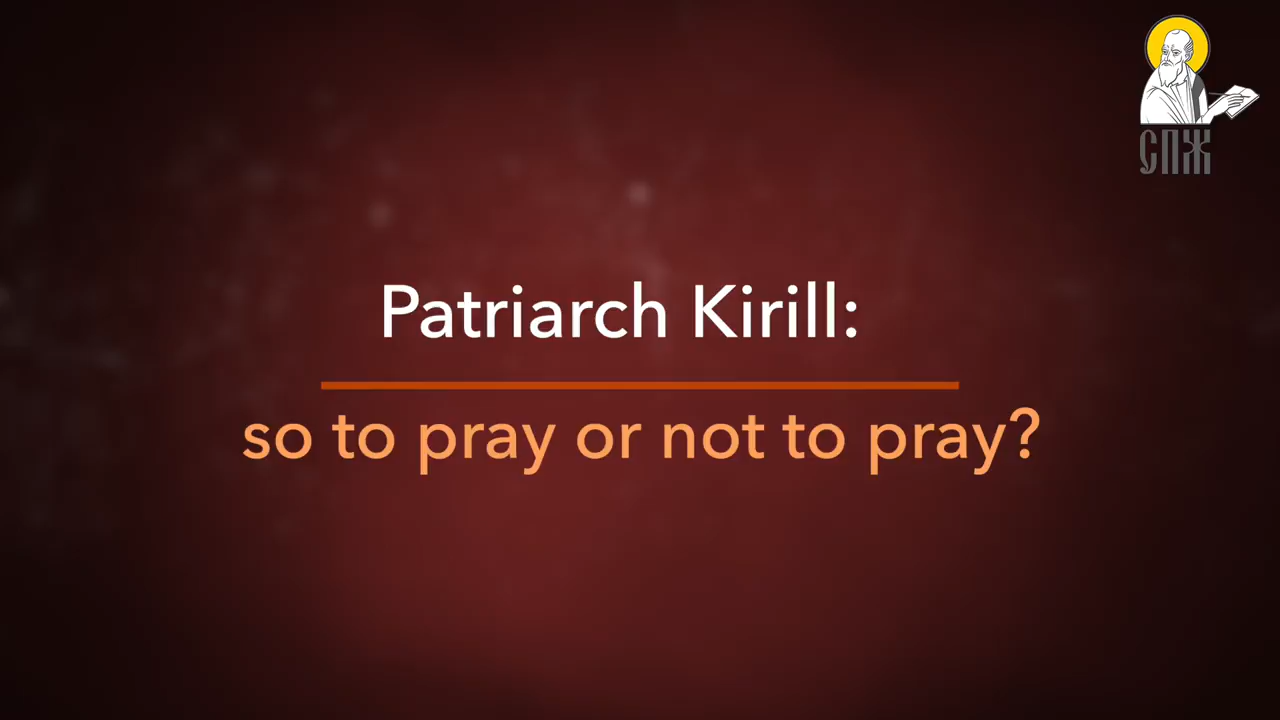 СПЖ
Patriarch Kirill:
so to pray or not to pray?